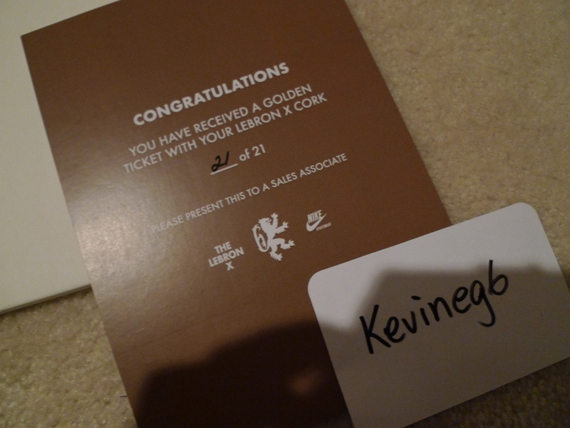 CONGRATULATIONS
YOU HAVE RECEIVED A GOLDEN
TICKET WITH YOUR LEBRON X CORK
21 of 21
PLEASE PRESENT THIS TO A SALES ASSOCIATE
THE
LEBRON
X
6
NIKE
Kevineg6